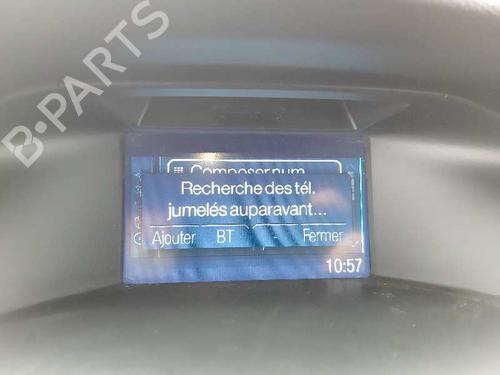 B-PARTS
Composer num.
Recherche des tél.
jumelés auparavant...
Ajouter BT Fermer
10:57